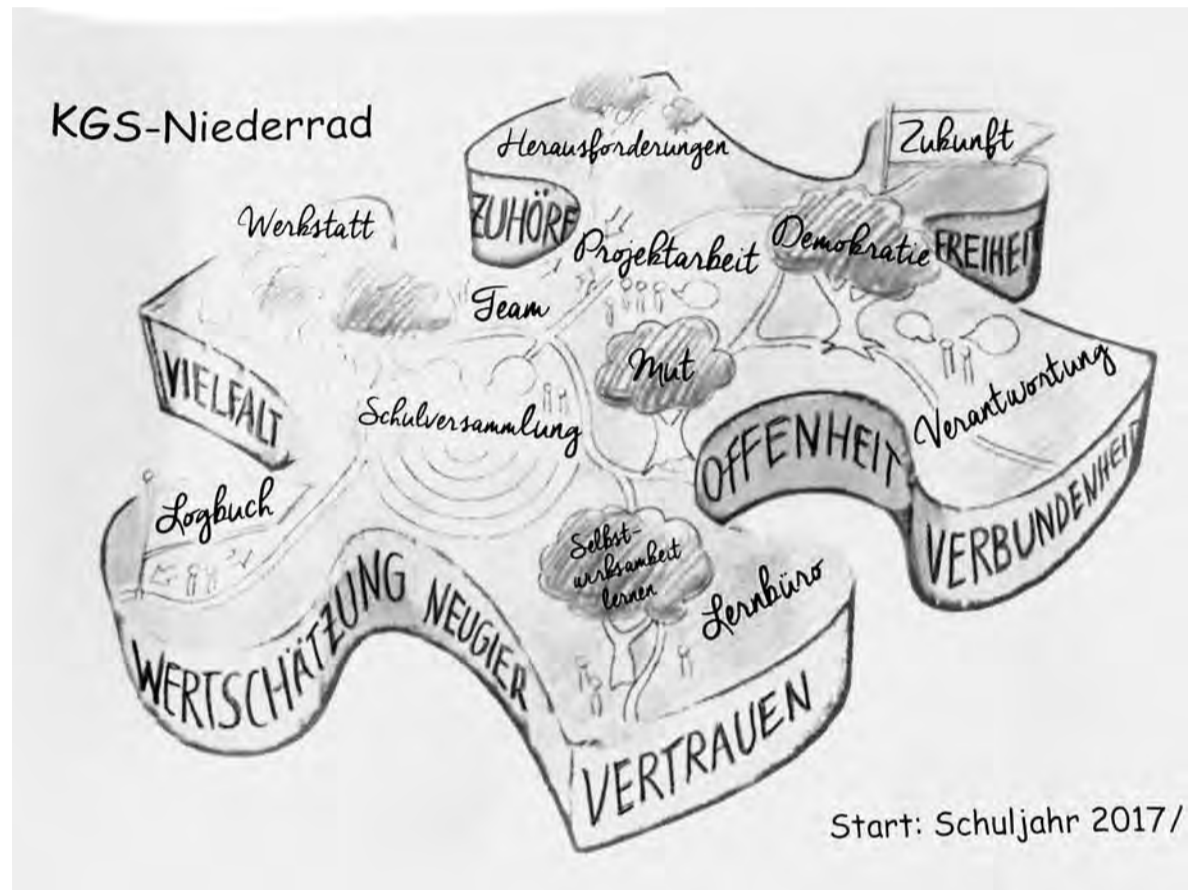 KGS-Niederrad
Herausforderungen
Zukunft
Werkstatt
ZUHÖRE
Projektarbeit
Demokratie
FREIHEIT
Team
VIELFALT
Mut
Schulversammlung
Verantwortung
OFFENHEIT
Logbuch
VERBUNDENHEIT
Selbst-
wirksamkeit
lernen
Lernbüro
WERTSCHÄTZUNG
NEUGIER
VERTRAUEN
Start: Schuljahr 2017/